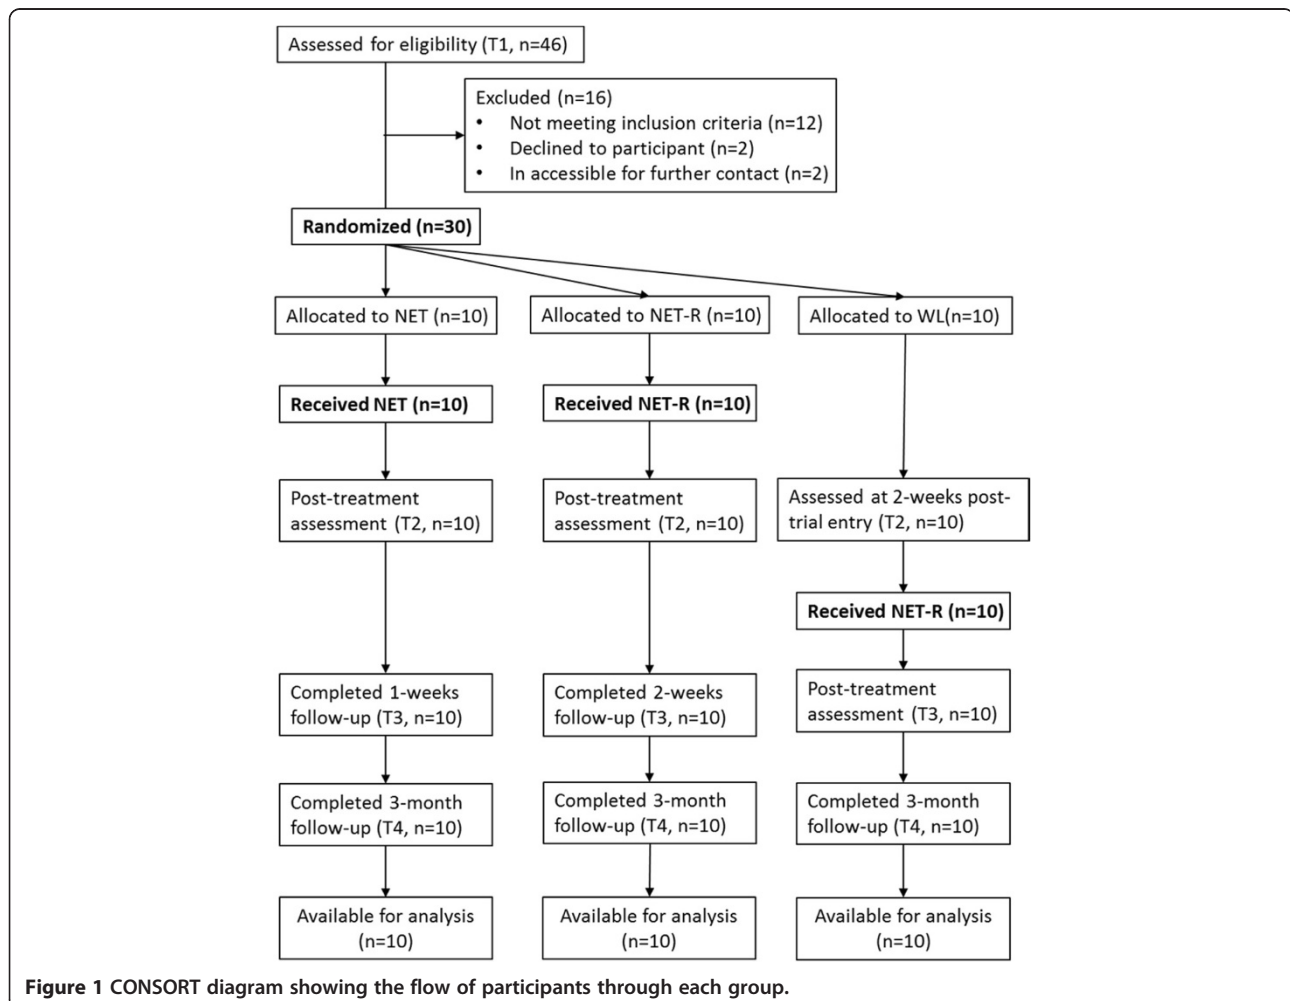 Assessed for eligibility (T1, n=46)
Excluded (n=16)
• Not meeting inclusion criteria (n=12)
• Declined to participant (n=2)
• In accessible for further contact (n=2)
Randomized (n=30)
Allocated to NET (n=10)
Allocated to NET-R (n=10)
Allocated to WL(n=10)
Received NET (n=10)
Received NET-R (n=10)
Post-treatment
assessment (T2, n=10)
Post-treatment
assessment (T2, n=10)
Assessed at 2-weeks post-
trial entry (T2, n=10)
Received NET-R (n=10)
Completed 1-weeks
follow-up (T3, n=10)
Completed 2-weeks
follow-up (T3, n=10)
Post-treatment
assessment (T3, n=10)
Completed 3-month
follow-up (T4, n=10)
Completed 3-month
follow-up (T4, n=10)
Completed 3-month
follow-up (T4, n=10)
Available for analysis
(n=10)
Available for analysis
(n=10)
Available for analysis
(n=10)
Figure 1 CONSORT diagram showing the flow of participants through each group.